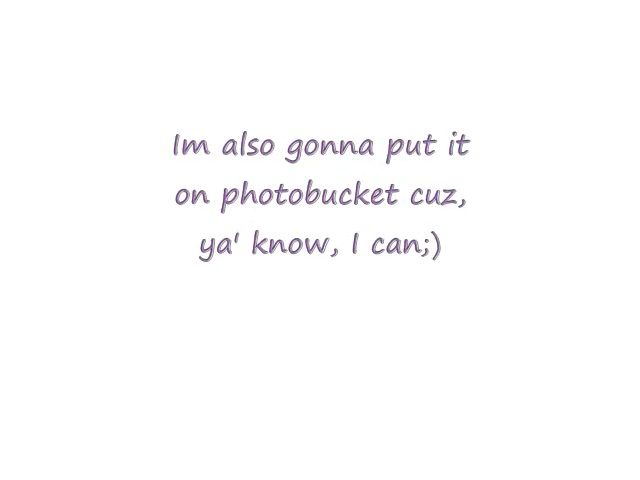 Im also gonna put it
on photobucket cuz,
ya' know, I can;)